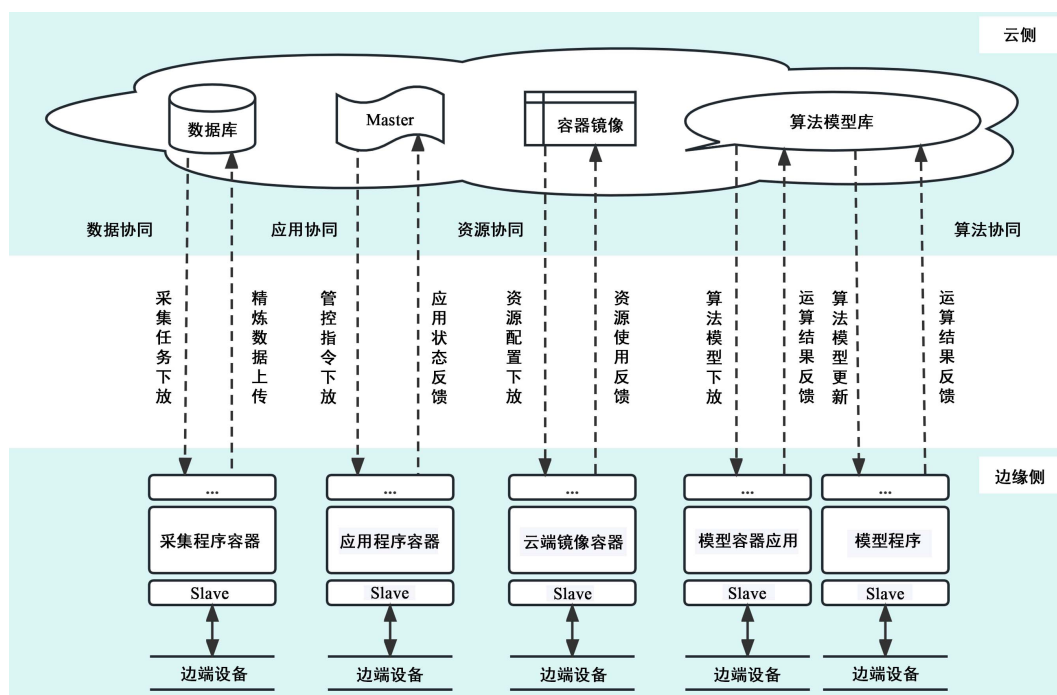 云侧
数据库
Master
容器镜像
算法模型库
数据协同
应用协同
资源协同
算法协同
采集任务下放
精炼数据上传
管控指令下放
应用状态反馈
资源配置下放
资源使用反馈
算法模型下放
运算结果反馈
算法模型更新
运算结果反馈
边缘侧
...
...
...
...
...
采集程序容器
应用程序容器
云端镜像容器
模型容器应用
模型程序
Slave
Slave
Slave
Slave
Slave
边端设备
边端设备
边端设备
边端设备
边端设备